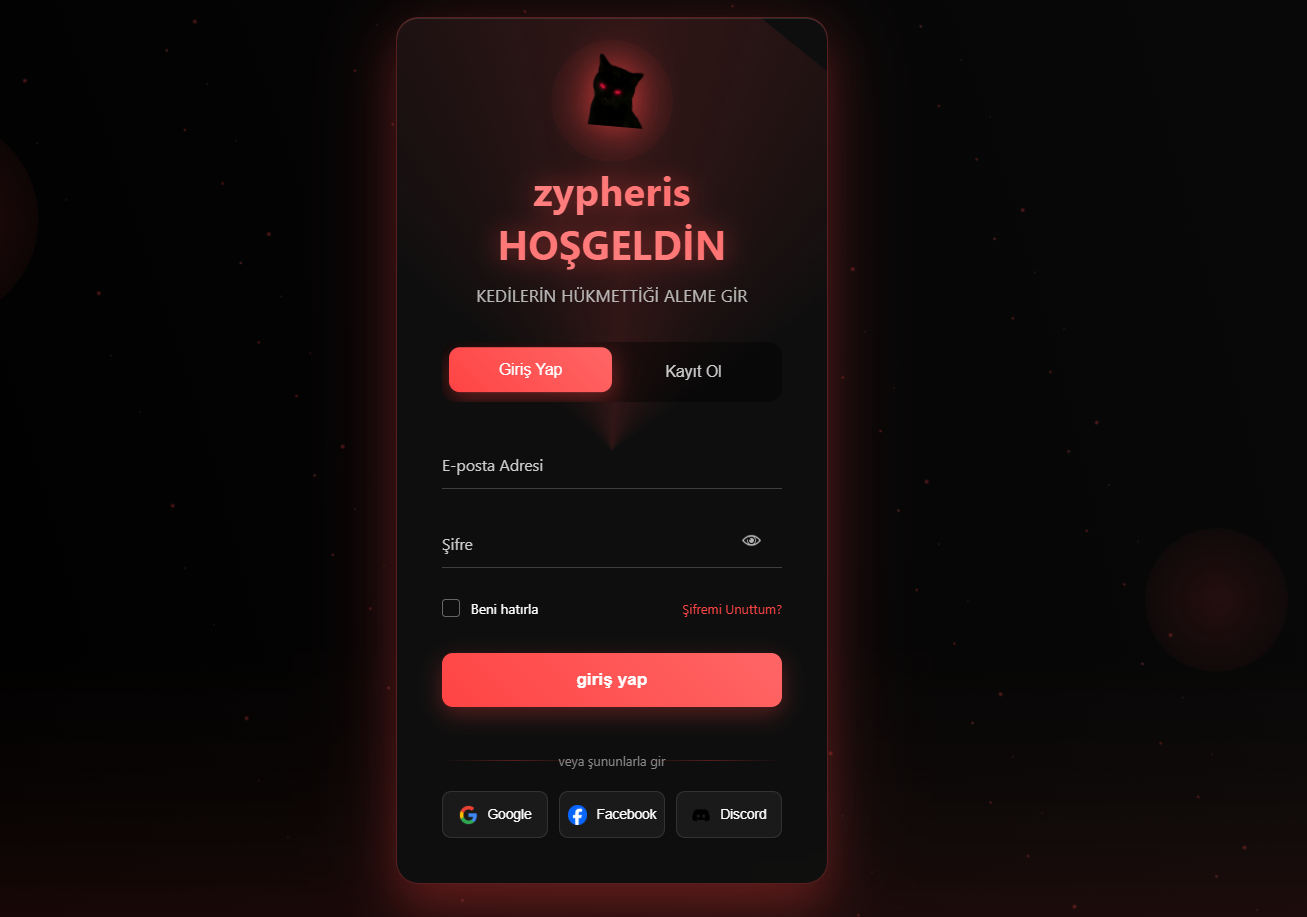 zypheris
HOŞGELDİN
KEDİLERİN HÜKMETTİĞİ ALEME GİR
Giriş Yap
Kayıt Ol
E-posta Adresi
Şifre
Beni hatırla
Şifremi Unuttum?
giriş yap
veya şununlarla gir
Google
Facebook
Discord